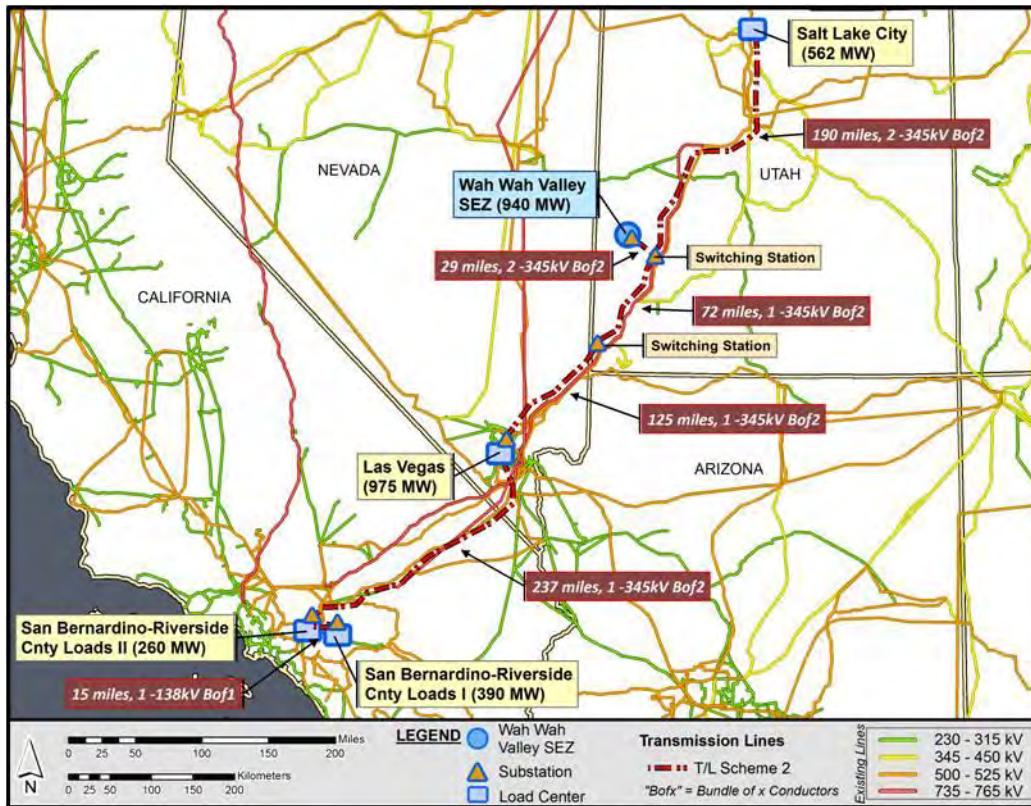 Salt Lake City
(562 MW)
190 miles, 2 -345kV Bof2
NEVADA
UTAH
Wah Wah Valley
SEZ (940 MW)
Switching Station
29 miles, 2 -345kV Bof2
CALIFORNIA
72 miles, 1 -345kV Bof2
Switching Station
125 miles, 1 -345kV Bof2
Las Vegas
(975 MW)
ARIZONA
237 miles, 1 -345kV Bof2
San Bernardino-Riverside
Cnty Loads II (260 MW)
San Bernardino-Riverside
Cnty Loads I (390 MW)
15 miles, 1 -138kV Bof1
N
Miles
0 25 50 100 150 200
Kilometers
0 25 50 100 150 200
LEGEND
Wah Wah
Valley SEZ
Substation
Load Center
Transmission Lines
T/L Scheme 2
"Bofx" = Bundle of x Conductors
Existing Lines
230 - 315 kV
345 - 450 kV
500 - 525 kV
735 - 765 kV